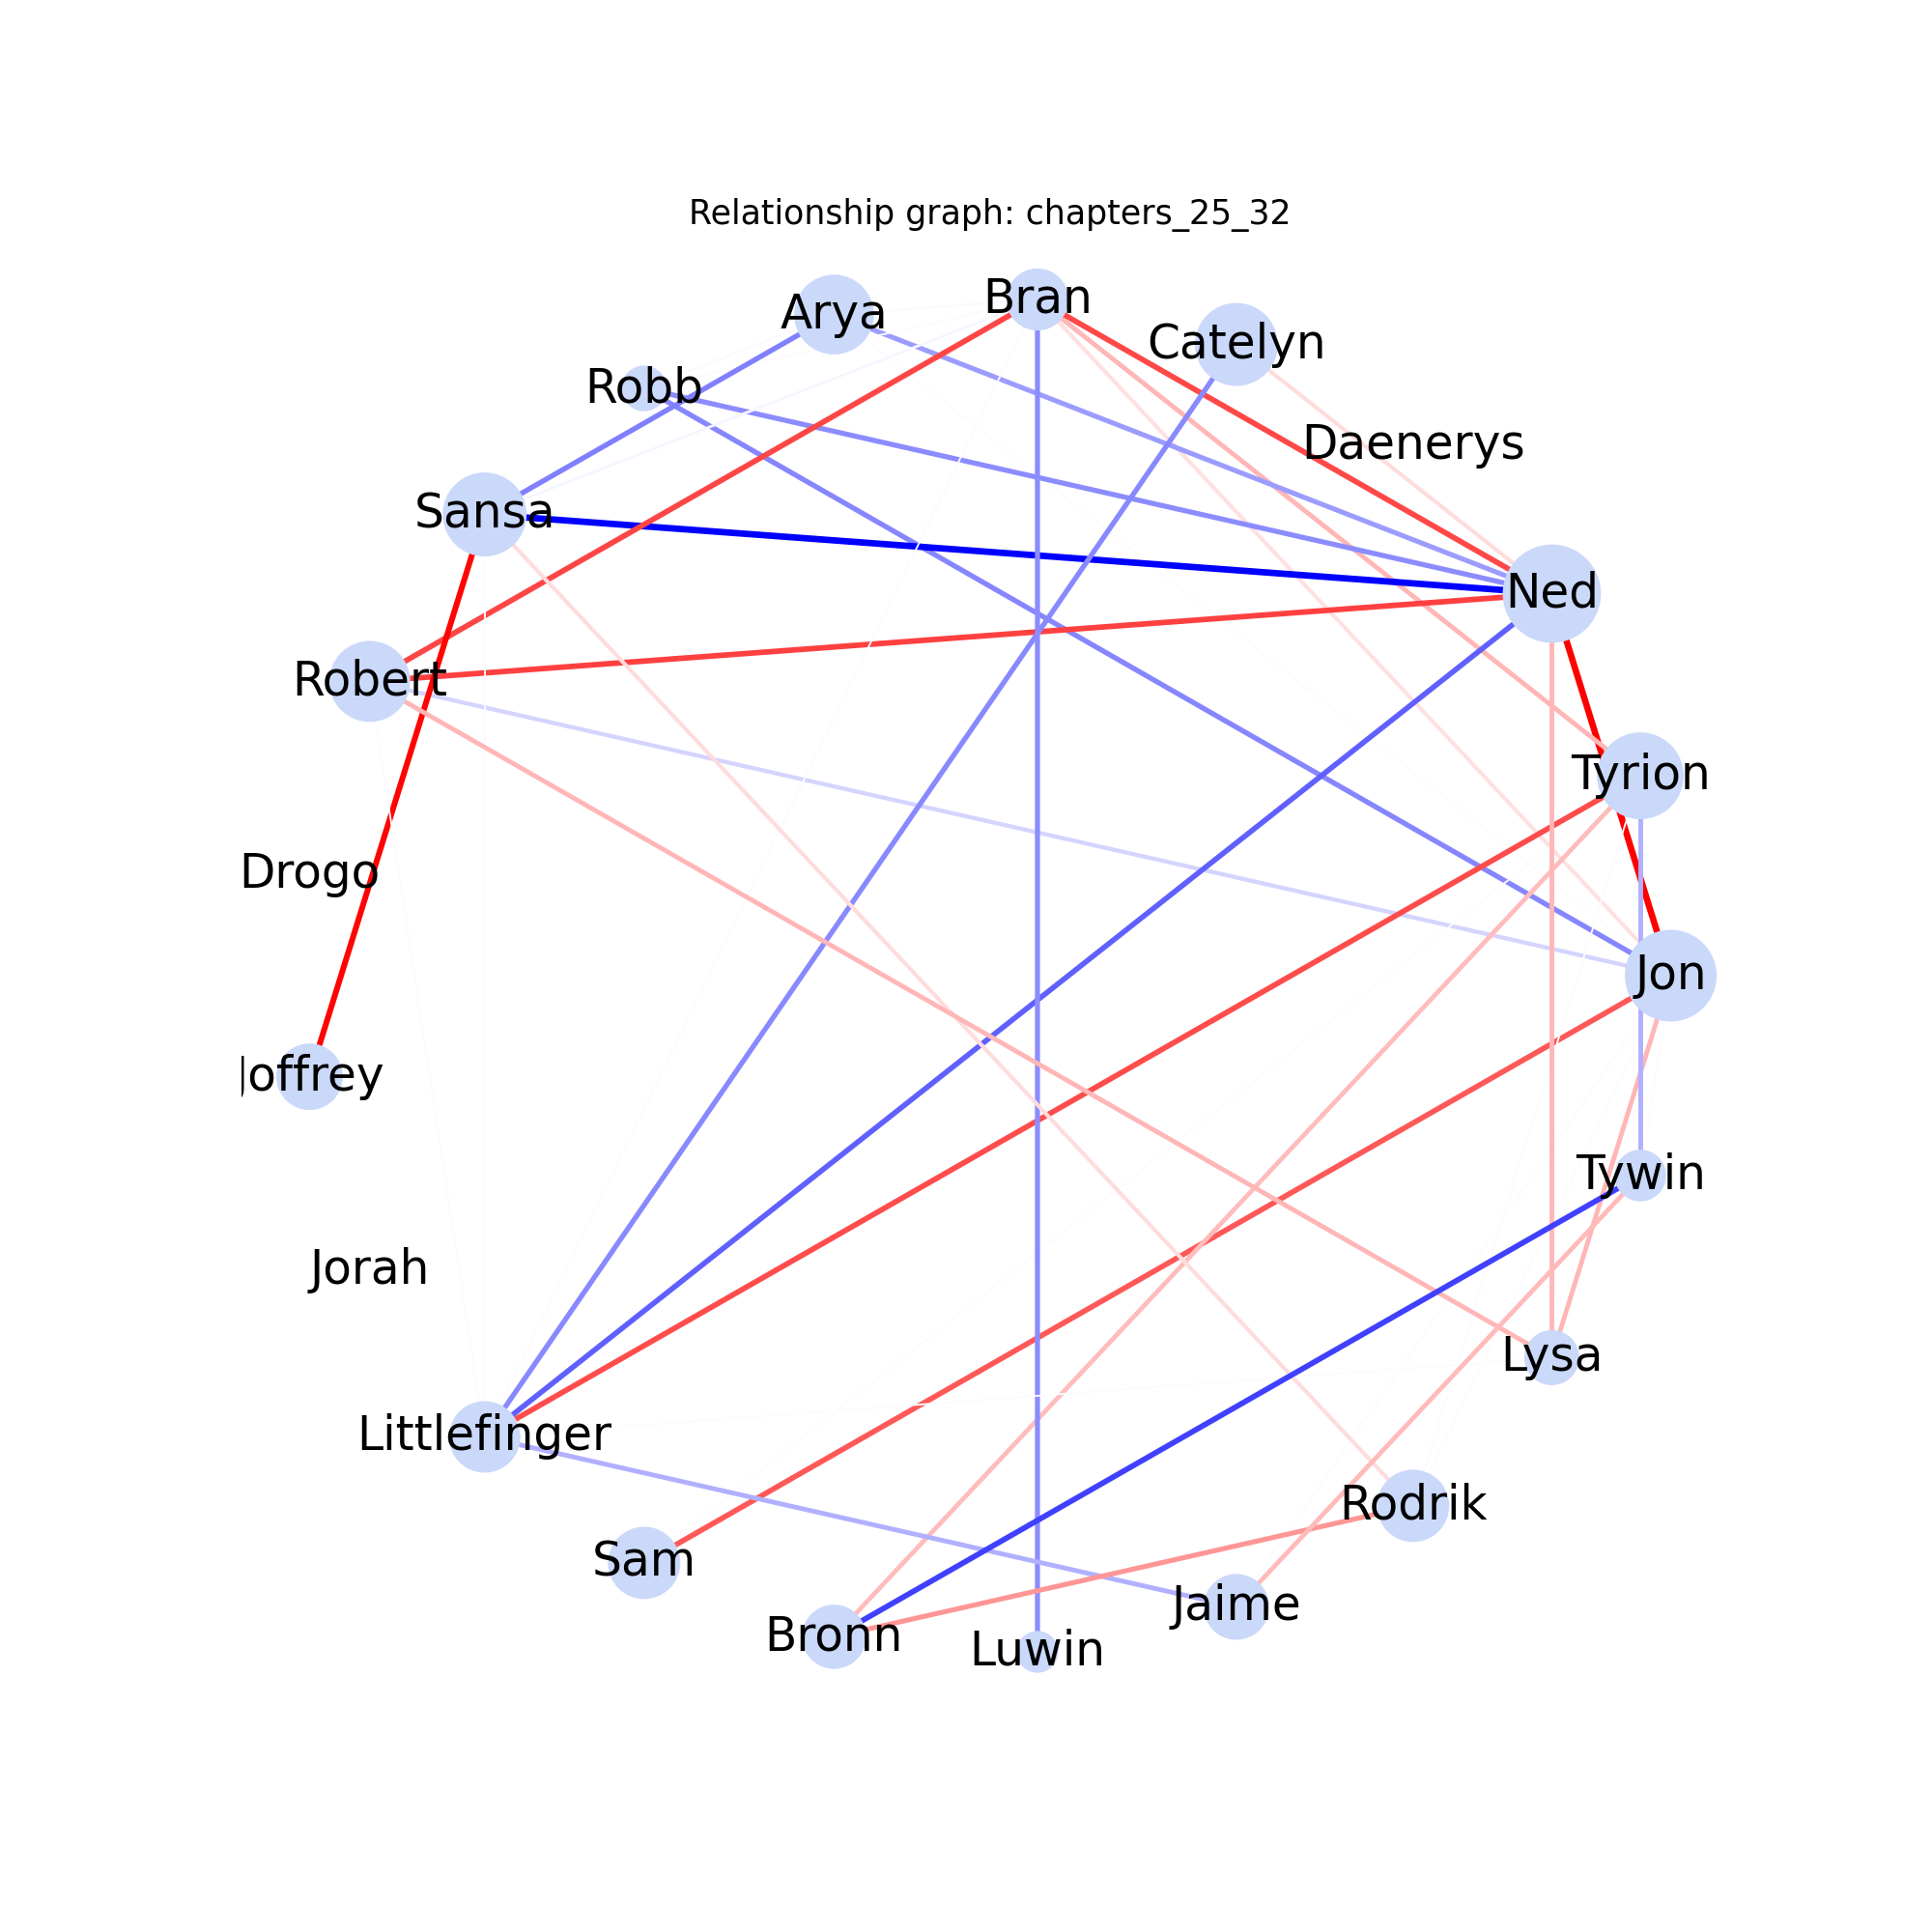 Relationship graph: chapters_25_32
Bran
Arya
Catelyn
Robb
Daenerys
Sansa
Ned
Robert
Tyrion
Drogo
Jon
Joffrey
Tywin
Jorah
Lysa
Littlefinger
Rodrik
Sam
Jaime
Bronn
Luwin